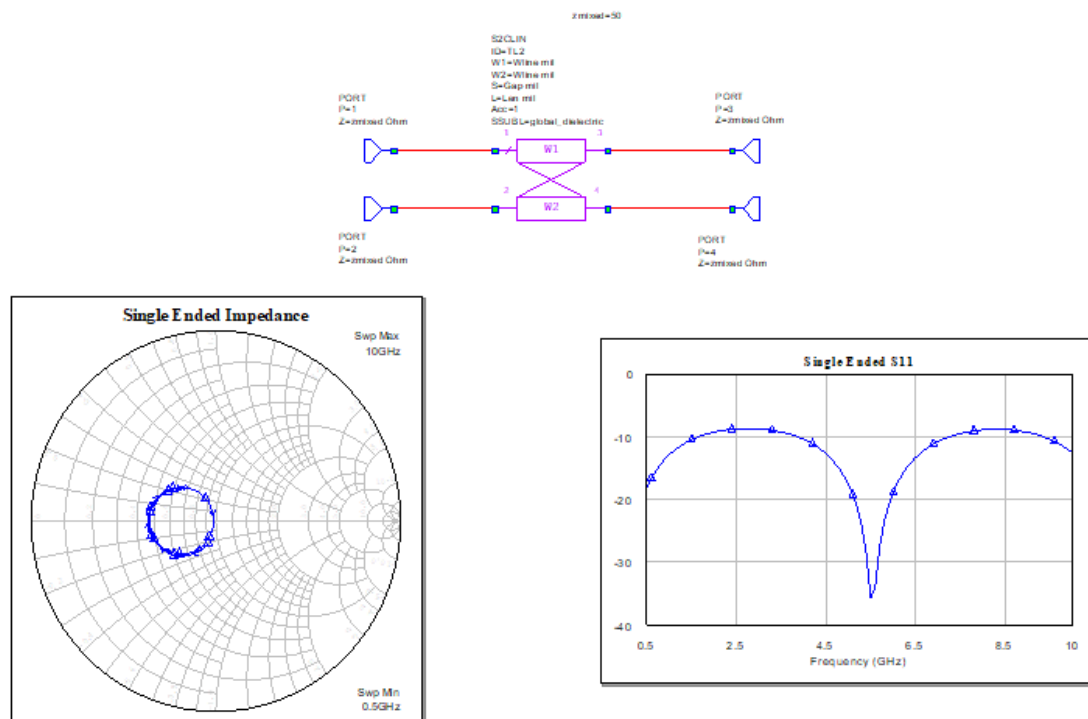 zmixed=50
S2CLIN
ID=TL2
W1=Wline mil
W2=Wline mil
S=Gap mil
L=Len mil
Acc=1
SSUBL=global_dielectric
PORT
P=1
Z=zmixed Ohm
PORT
P=3
Z=zmixed Ohm
1
3
W1
2
4
W2
PORT
P=2
Z=zmixed Ohm
PORT
P=4
Z=zmixed Ohm
Single Ended Impedance
Swp Max
10GHz
Swp Min
0.5GHz
Single Ended S11
0
-10
-20
-30
-40
0.5
2.5
4.5
6.5
8.5
10
Frequency (GHz)